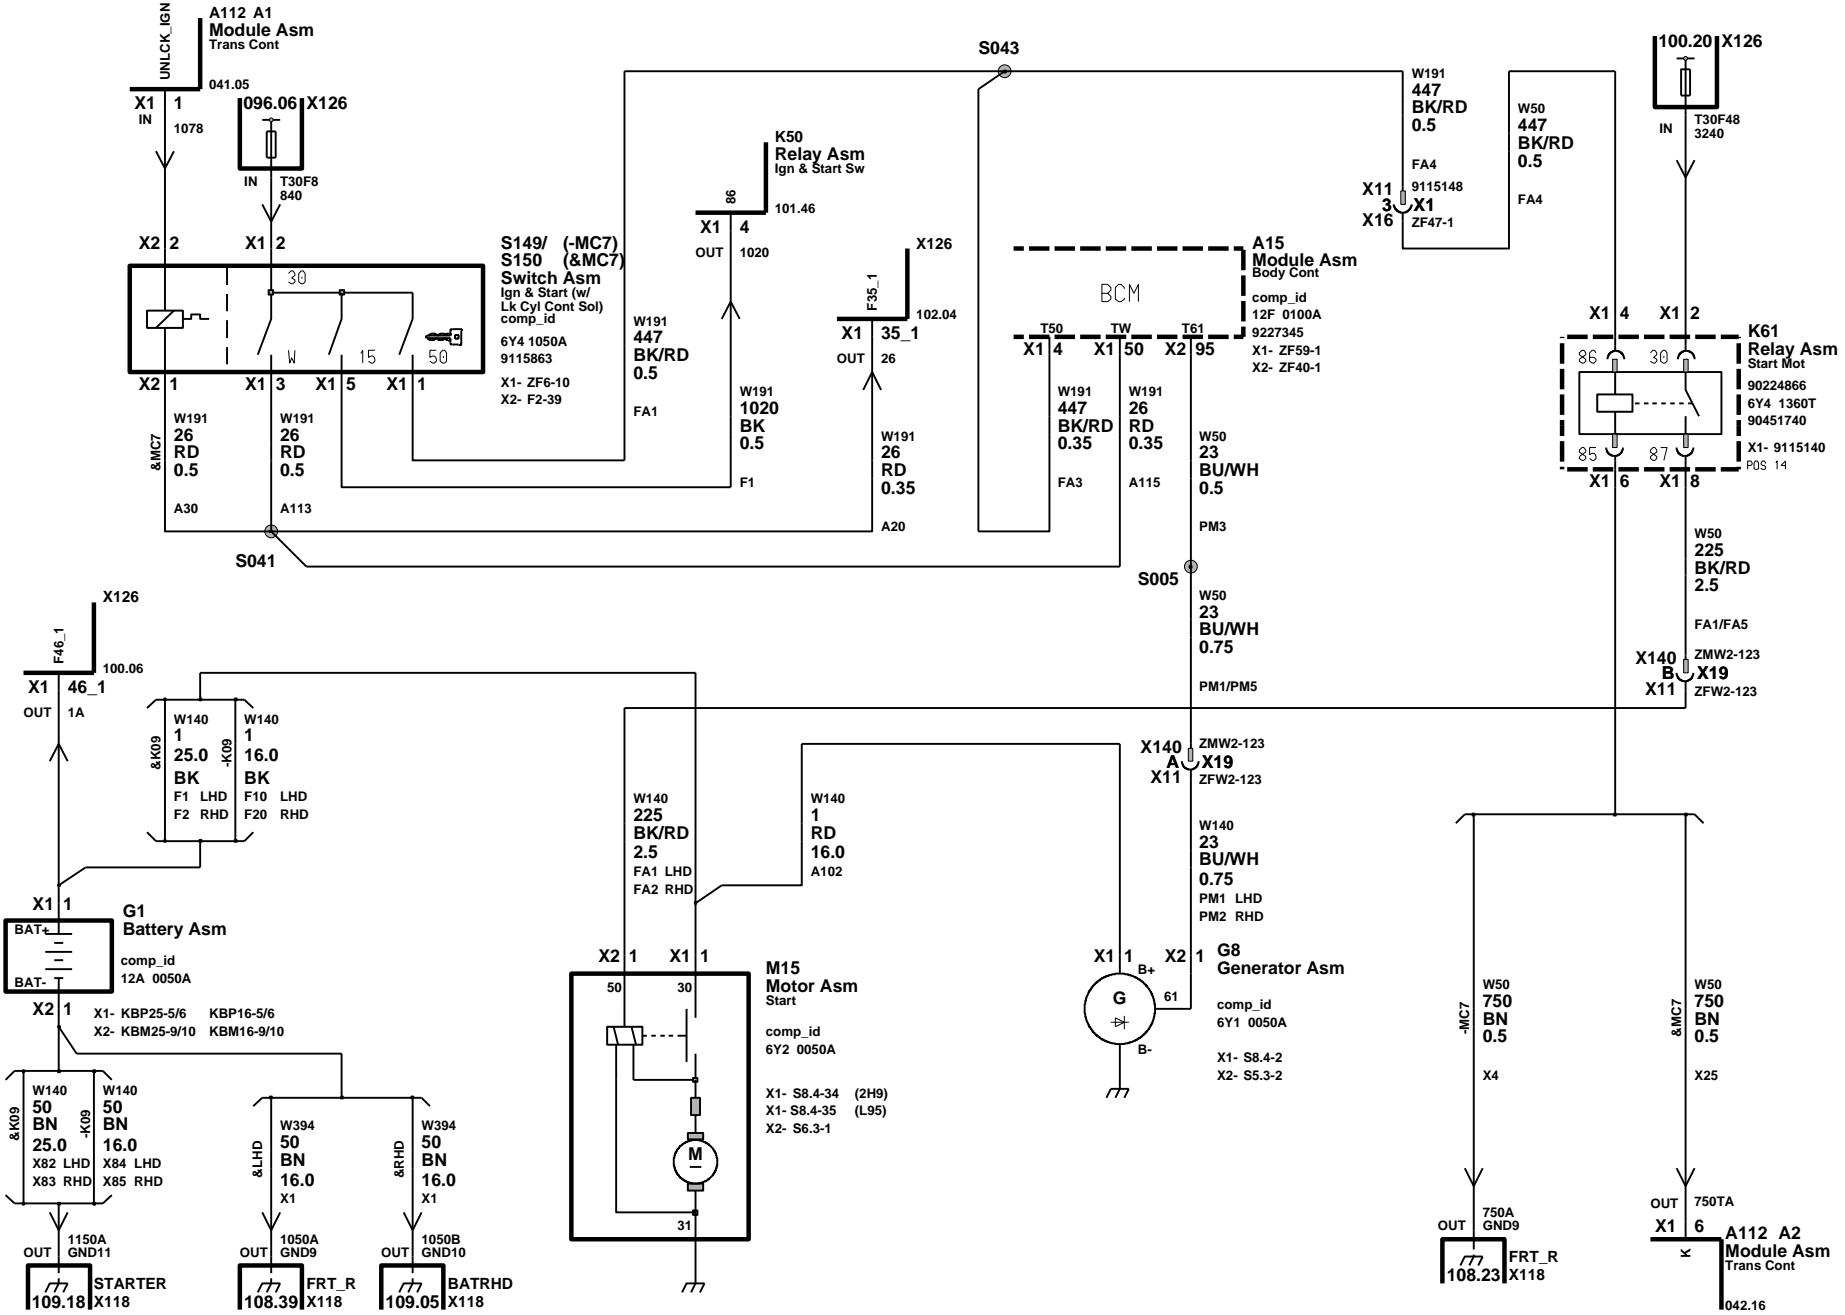 UNLCK_IGN
A112 A1
Module Asm
Trans Cont
041.05
X1 1
IN
1078
096.06 X126
IN T30F8
840
X2 2
X1 2
30
W 15 50
S149/ (-MC7)
S150 (&MC7)
Switch Asm
Ign & Start (w/
Lk Cyl Cont Sol)
comp_id
6Y4 1050A
9115863
X1- ZF6-10
X2- F2-39
X2 1
X1 3
X1 5
X1 1
&MC7
W191
26
RD
0.5
A30
W191
26
RD
0.5
A113
S041
W191
447
BK/RD
0.5
FA1
K50
Relay Asm
Ign & Start Sw
86
101.46
X1 4
OUT 1020
W191
1020
BK
0.5
F1
X126
F35_1
102.04
X1 35_1
OUT 26
W191
26
RD
0.35
A20
S043
A15
Module Asm
Body Cont
BCM
comp_id
12F 0100A
9227345
X1- ZF59-1
X2- ZF40-1
T50 TW T61
X1 4
X1 50
X2 95
W191
447
BK/RD
0.35
FA3
W191
26
RD
0.35
A115
W50
23
BU/WH
0.5
PM3
S005
W50
23
BU/WH
0.75
PM1/PM5
W191
447
BK/RD
0.5
FA4
X11 9115148
3 X1
X16 ZF47-1
W50
447
BK/RD
0.5
FA4
100.20 X126
IN T30F48
3240
X1 4
X1 2
86 30
85 87
K61
Relay Asm
Start Mot
90224866
6Y4 1360T
90451740
X1- 9115140
POS 14
X1 6
X1 8
W50
225
BK/RD
2.5
FA1/FA5
X140 ZMW2-123
B X19
X11 ZFW2-123
X126
F46_1
100.06
X1 46_1
OUT 1A
&K09
W140
1
25.0
BK
F1 LHD
F2 RHD
-K09
W140
1
16.0
BK
F10 LHD
F20 RHD
X1 1
G1
Battery Asm
BAT+
BAT-
comp_id
12A 0050A
X2 1
X1- KBP25-5/6 KBP16-5/6
X2- KBM25-9/10 KBM16-9/10
&K09
W140
50
BN
25.0
X82 LHD
X83 RHD
-K09
W140
50
BN
16.0
X84 LHD
X85 RHD
1150A
OUT GND11
STARTER
109.18 X118
&LHD
W394
50
BN
16.0
X1
1050A
OUT GND9
FRT_R
108.39 X118
&RHD
W394
50
BN
16.0
X1
1050B
OUT GND10
BATRHD
109.05 X118
W140
225
BK/RD
2.5
FA1 LHD
FA2 RHD
W140
1
RD
16.0
A102
X2 1
X1 1
50 30
M
31
M15
Motor Asm
Start
comp_id
6Y2 0050A
X1- S8.4-34 (2H9)
X1- S8.4-35 (L95)
X2- S6.3-1
X140 ZMW2-123
A X19
X11 ZFW2-123
W140
23
BU/WH
0.75
PM1 LHD
PM2 RHD
X1 1
X2 1
B+
G
61
B-
G8
Generator Asm
comp_id
6Y1 0050A
X1- S8.4-2
X2- S5.3-2
-MC7
W50
750
BN
0.5
X4
750A
OUT GND9
FRT_R
108.23 X118
&MC7
W50
750
BN
0.5
X25
OUT 750TA
X1 6
K
A112 A2
Module Asm
Trans Cont
042.16